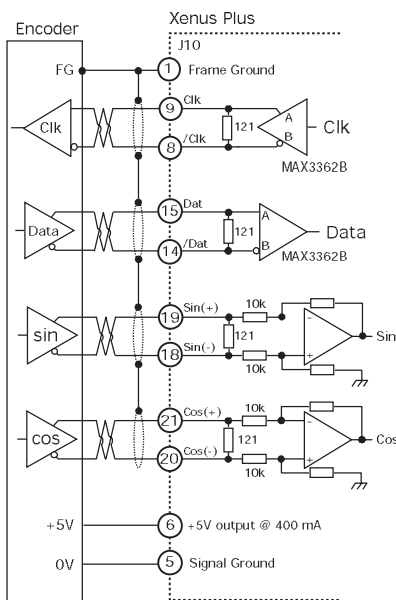 Xenus Plus
Encoder
J10
FG
1
Frame Ground
Clk
9
Clk
121
A
B
Clk
8
/Clk
MAX3362B
Data
15
Dat
121
A
B
Data
14
/Dat
MAX3362B
sin
19
Sin(+)
10k
121
-
+
Sin
18
Sin(-)
10k
cos
21
Cos(+)
10k
121
-
+
Cos
20
Cos(-)
10k
+5V
6
+5V output @ 400 mA
0V
5
Signal Ground